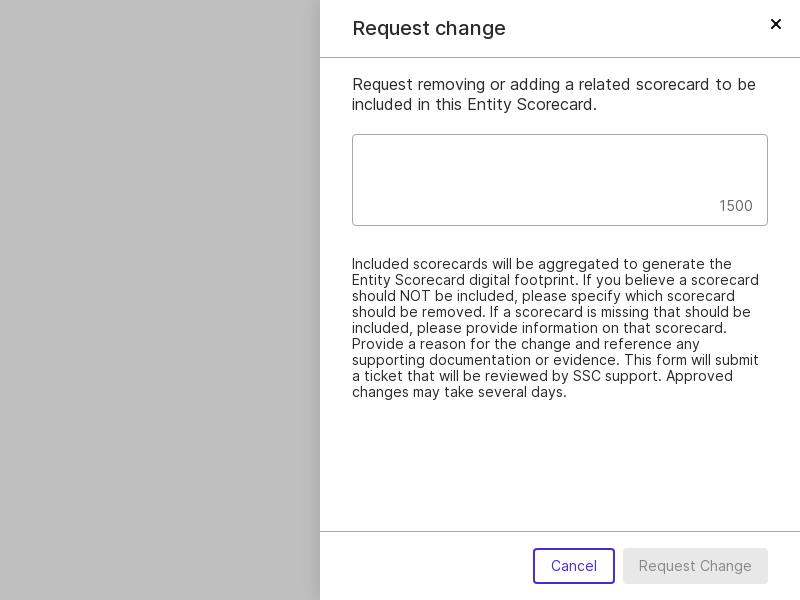 Request change
Request removing or adding a related scorecard to be
included in this Entity Scorecard.
1500
Included scorecards will be aggregated to generate the
Entity Scorecard digital footprint. If you believe a scorecard
should NOT be included, please specify which scorecard
should be removed. If a scorecard is missing that should be
included, please provide information on that scorecard.
Provide a reason for the change and reference any
supporting documentation or evidence. This form will submit
a ticket that will be reviewed by SSC support. Approved
changes may take several days.
Cancel
Request Change